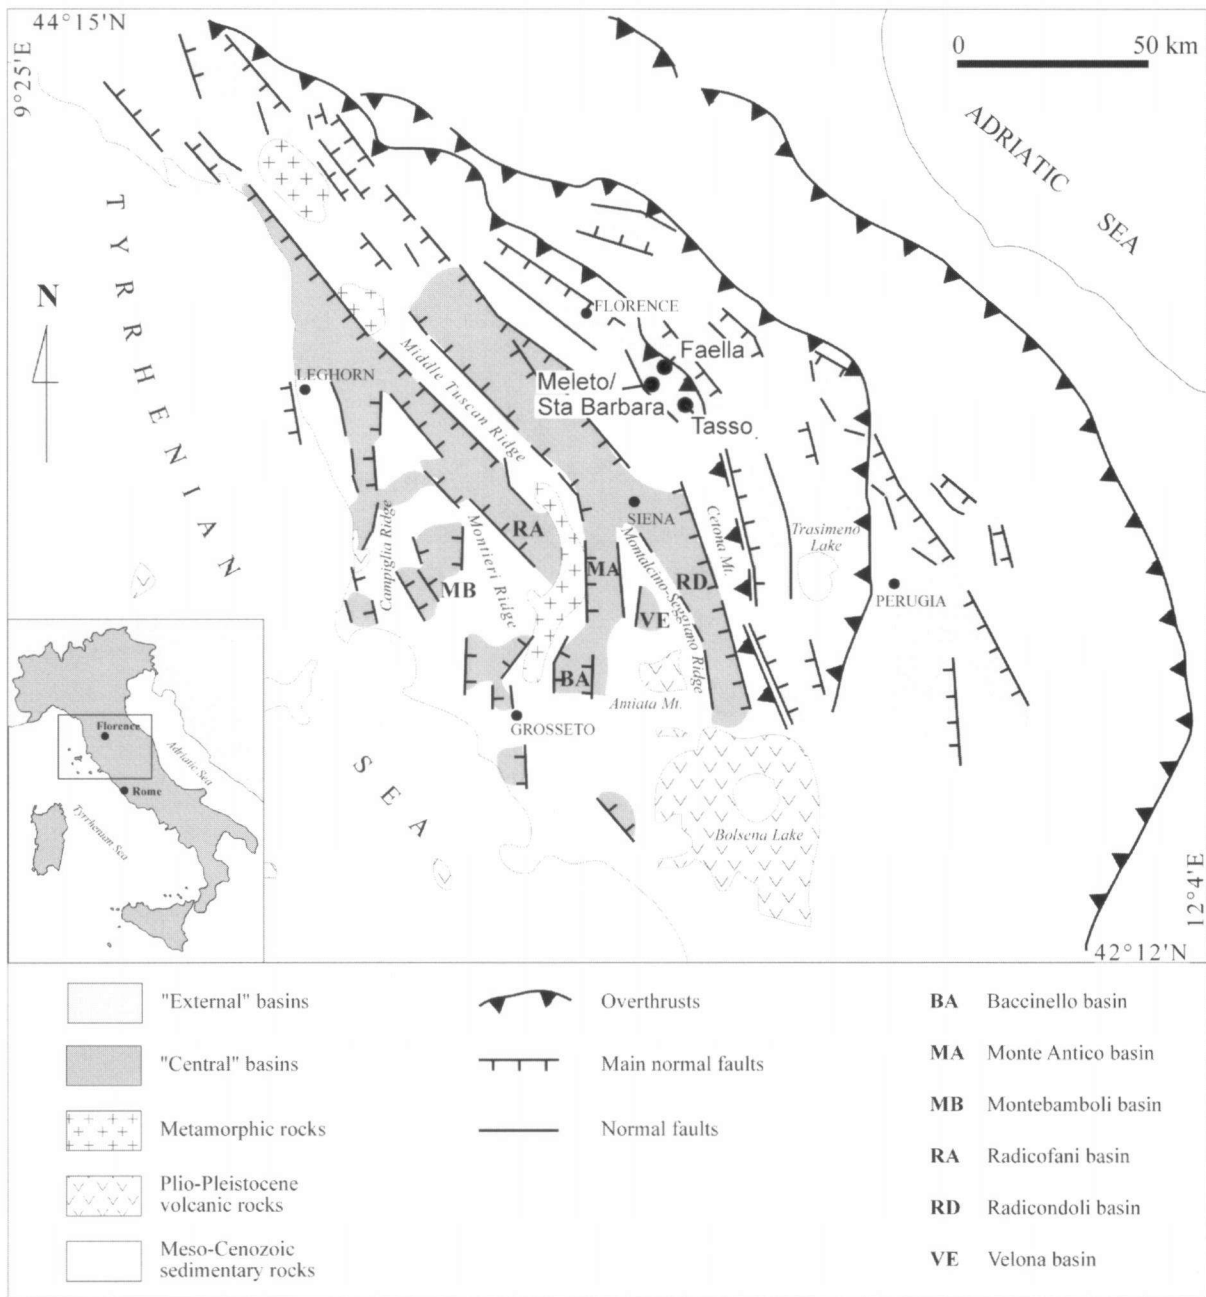 44°15'N
9°25'E
0 50 km
ADRIATIC
SEA
TYRRHENIAN
SEA
N
FLORENCE
Faella
Meleto/
Sta Barbara
Tasso
LEGHORN
Middle Tuscan Ridge
SIENA
Cetona Mt.
Trasimeno
Lake
PERUGIA
Campiglia Ridge
Montieri Ridge
Montalcino-Seggiano Ridge
RA
MB
MA
RD
VE
BA
Amiata Mt.
GROSSETO
Bolsena Lake
12°4'E
42°12'N
Florence
Rome
Adriatic Sea
Tyrrhenian Sea
"External" basins
"Central" basins
Metamorphic rocks
Plio-Pleistocene
volcanic rocks
Meso-Cenozoic
sedimentary rocks
Overthrusts
Main normal faults
Normal faults
BA Baccinello basin
MA Monte Antico basin
MB Montebamboli basin
RA Radicofani basin
RD Radicondoli basin
VE Velona basin